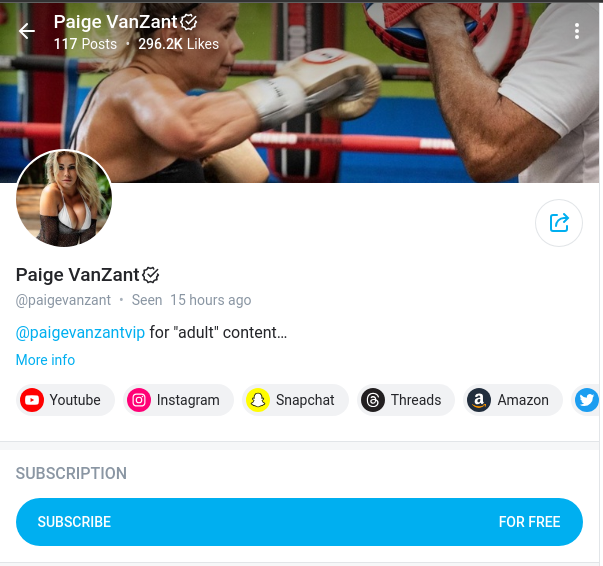 Paige VanZant
117 Posts • 296.2K Likes
Paige VanZant
@paigevanzant • Seen 15 hours ago
@paigevanzantvip for "adult" content...
More info
Youtube Instagram Snapchat Threads Amazon
SUBSCRIPTION
SUBSCRIBE FOR FREE